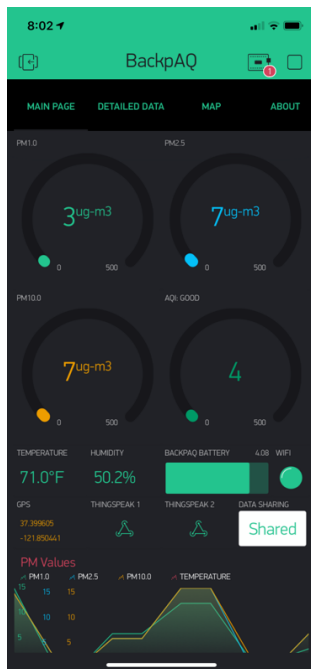 8:02
BackpAQ
1
MAIN PAGE DETAILED DATA MAP ABOUT
PM1.0 PM2.5
3ug-m3 7ug-m3
0 500 0 500
PM10.0 AQI: GOOD
7ug-m3 4
0 500 0 500
TEMPERATURE HUMIDITY BACKPAQ BATTERY 4.08 WIFI
71.0°F 50.2%
GPS THINGSPEAK 1 THINGSPEAK 2 DATA SHARING
37.399605
-121.850441
Shared
PM Values
PM1.0 PM2.5 PM10.0 TEMPERATURE
15 15 15
10 10 10
5 5 5